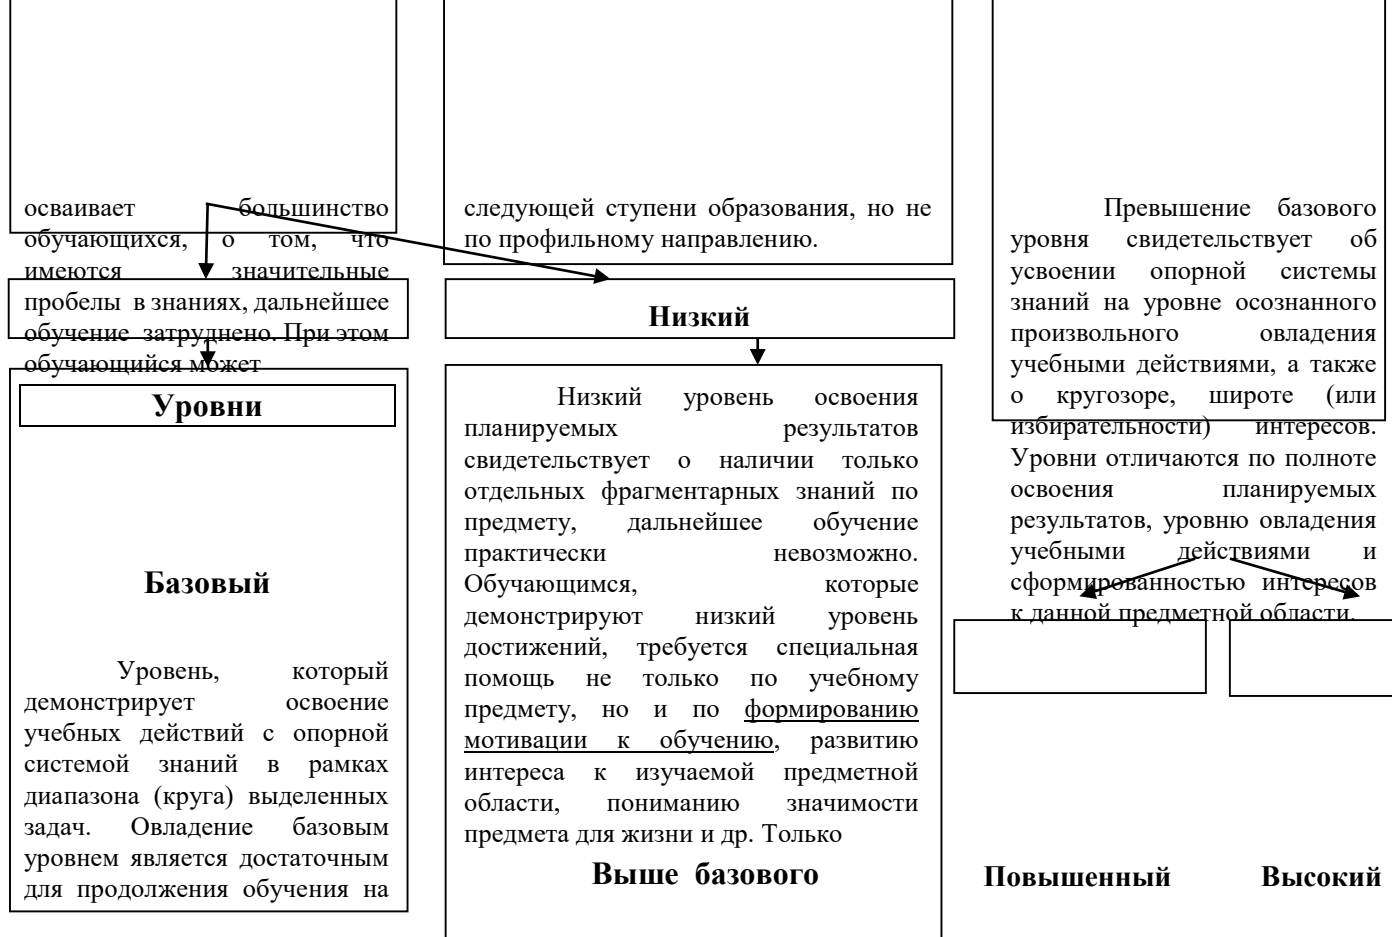 осваивает большинство
обучающихся, о том, что
имеются значительные
пробелы в знаниях, дальнейшее
обучение затруднено. При этом
обучающийся может
Уровни
Базовый
Уровень, который
демонстрирует освоение
учебных действий с опорной
системой знаний в рамках
диапазона (круга) выделенных
задач. Овладение базовым
уровнем является достаточным
для продолжения обучения на
следующей ступени образования, но не
по профильному направлению.
Низкий
Низкий уровень освоения
планируемых результатов
свидетельствует о наличии только
отдельных фрагментарных знаний по
предмету, дальнейшее обучение
практически невозможно.
Обучающимся, которые
демонстрируют низкий уровень
достижений, требуется специальная
помощь не только по учебному
предмету, но и по формированию
мотивации к обучению, развитию
интереса к изучаемой предметной
области, пониманию значимости
предмета для жизни и др. Только
Выше базового
Превышение базового
уровня свидетельствует об
усвоении опорной системы
знаний на уровне осознанного
произвольного овладения
учебными действиями, а также
о кругозоре, широте (или
избирательности) интересов.
Уровни отличаются по полноте
освоения планируемых
результатов, уровню овладения
учебными действиями и
сформированностью интересов
к данной предметной области.
Повышенный
Высокий